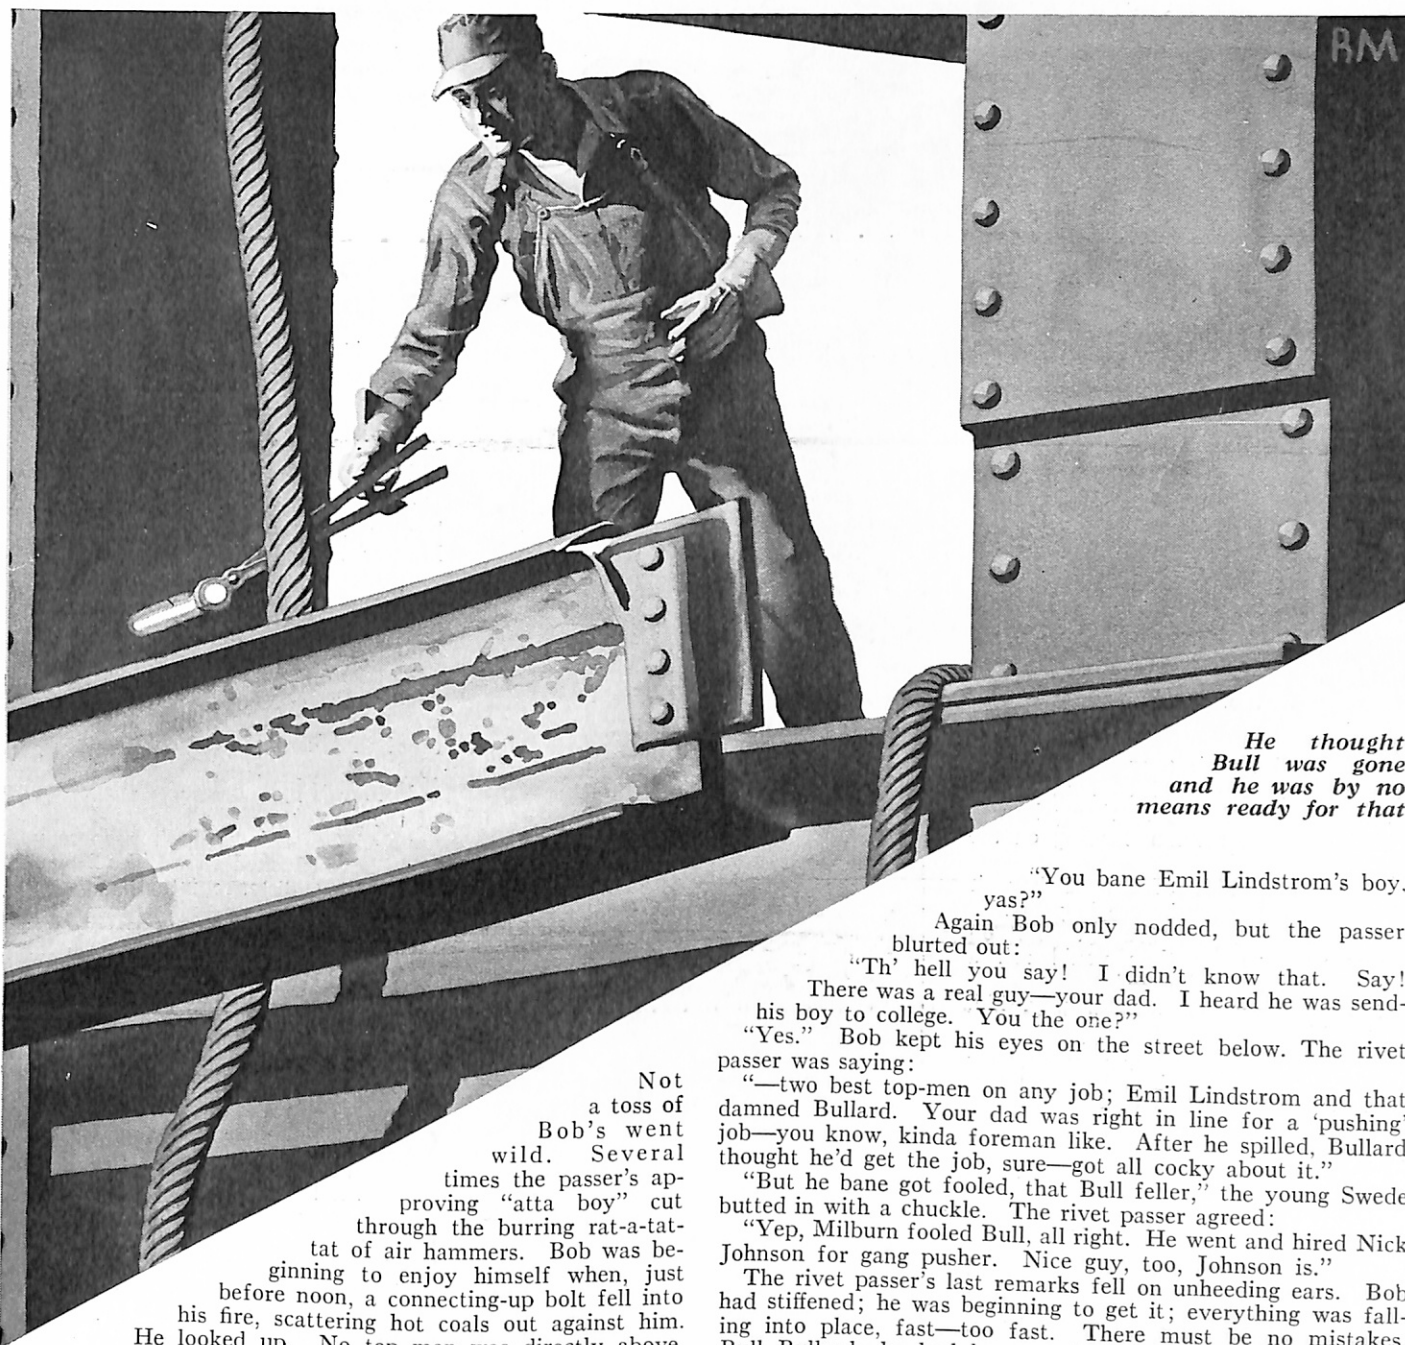 RM
He thought
Bull was gone
and he was by no
means ready for that
Not
a toss of
Bob's went
wild. Several
times the passer's ap-
proving "atta boy" cut
through the burring rat-a-tat-
tat of air hammers. Bob was be-
ginning to enjoy himself when, just
before noon, a connecting-up bolt fell into
his fire, scattering hot coals out against him.
He looked up. No top man was directly above
"You bane Emil Lindstrom's boy,
yas?"
Again Bob only nodded, but the passer
blurted out:
"Th' hell you say! I didn't know that. Say!
There was a real guy—your dad. I heard he was send-
his boy to college. You the one?"
"Yes." Bob kept his eyes on the street below. The rivet
passer was saying:
"—two best top-men on any job; Emil Lindstrom and that
damned Bullard. Your dad was right in line for a 'pushing'
job—you know, kinda foreman like. After he spilled, Bullard
thought he'd get the job, sure—got all cocky about it."
"But he bane got fooled, that Bull feller," the young Swede
butted in with a chuckle. The rivet passer agreed:
"Yep, Milburn fooled Bull, all right. He went and hired Nick
Johnson for gang pusher. Nice guy, too, Johnson is."
The rivet passer's last remarks fell on unheeding ears. Bob
had stiffened; he was beginning to get it; everything was fall-
ing into place, fast—too fast. There must be no mistakes.